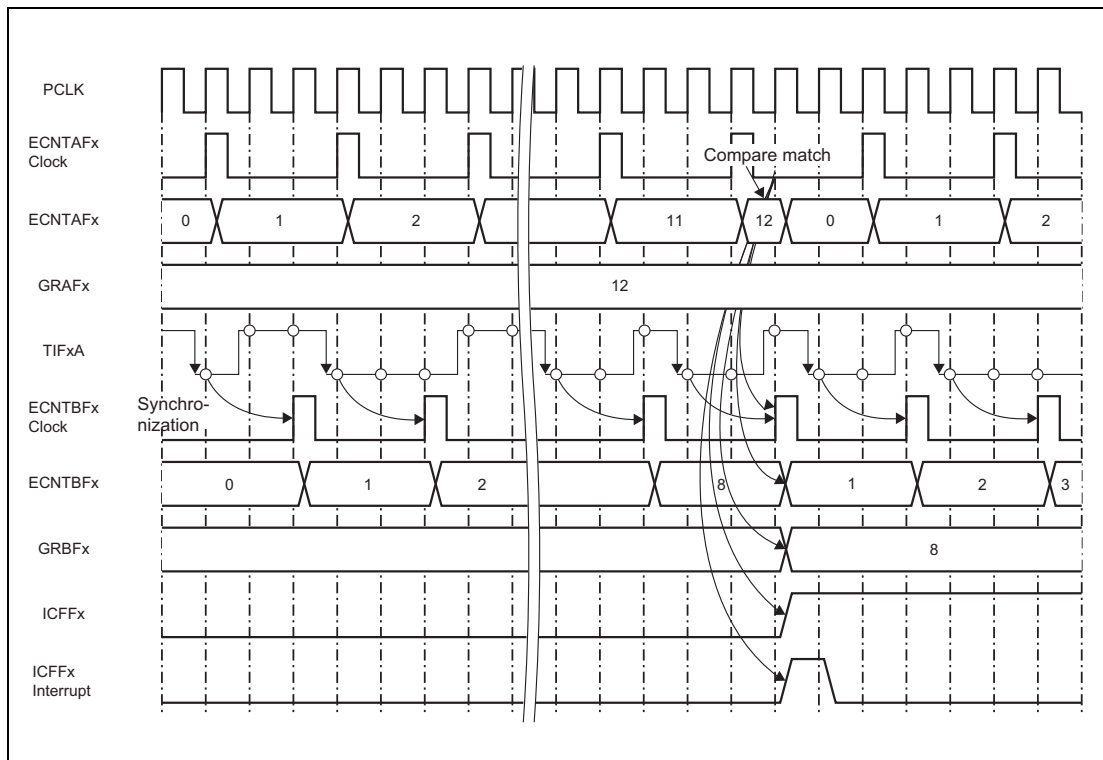 PCLK
ECNTAFx
Clock
Compare match
ECNTAFx
0 1 2 11 12 0 1 2
GRAFx
12
TIFxA
ECNTBFx
Clock
Synchro-
nization
ECNTBFx
0 1 2 8 1 2 3
GRBFx
8
ICFFx
ICFFx
Interrupt